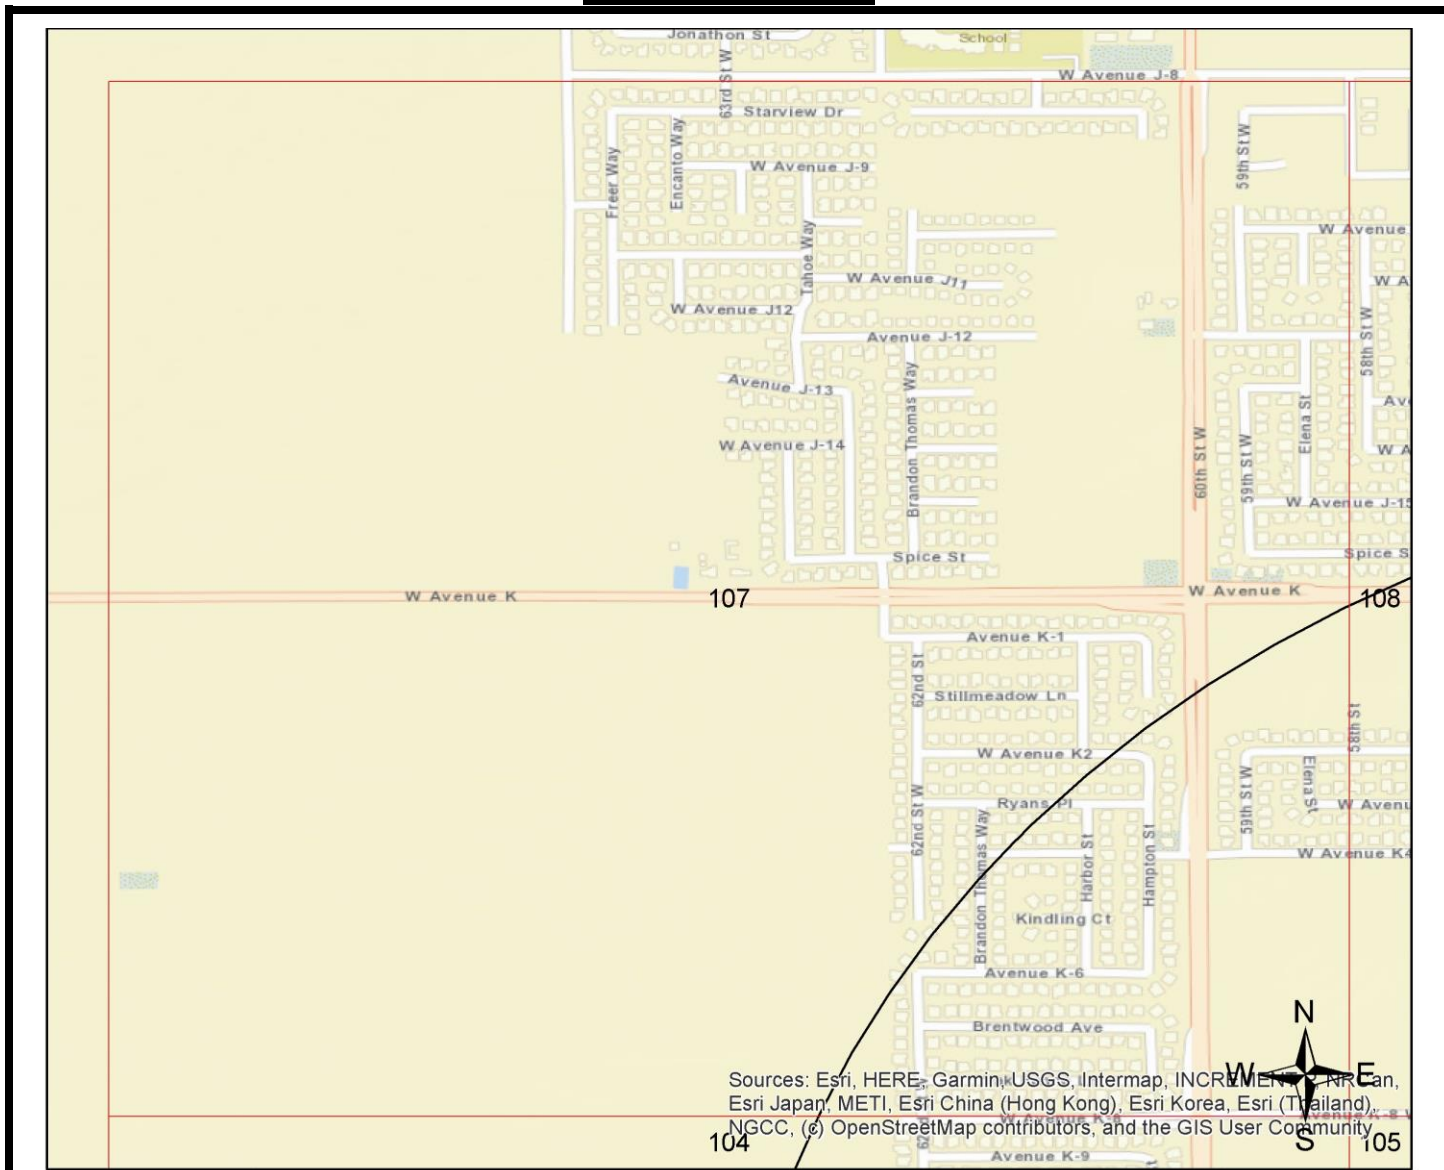 Jonathon St
School
W Avenue J-8
63rd St W
Starview Dr
Encanto Way
Freer Way
W Avenue J-9
59th St W
Tahoe Way
W Avenue
W Avenue J11
W A
W Avenue J12
Avenue J-12
58th St W
Avenue J-13
Brandon Thomas Way
Elena St
W Avenue J-14
60th St W
59th St W
W A
W Avenue J-15
Spice St
Spice S
W Avenue K
107
W Avenue K
108
Avenue K-1
62nd St
Stillmeadow Ln
58th St
W Avenue K2
Elena St
59th St W
Ryans Pl
W Avenu
62nd St W
Brandon Thomas Way
Harbor St
Hampton St
W Avenue K4
Kindling Ct
Avenue K-6
Brentwood Ave
N
W
E
S
Sources: Esri, HERE, Garmin, USGS, Intermap, INCREMENT P, NRCan,
Esri Japan, METI, Esri China (Hong Kong), Esri Korea, Esri (Thailand),
NGCC, (c) OpenStreetMap contributors, and the GIS User Community
W Avenue K-8
104
105
Avenue K-9